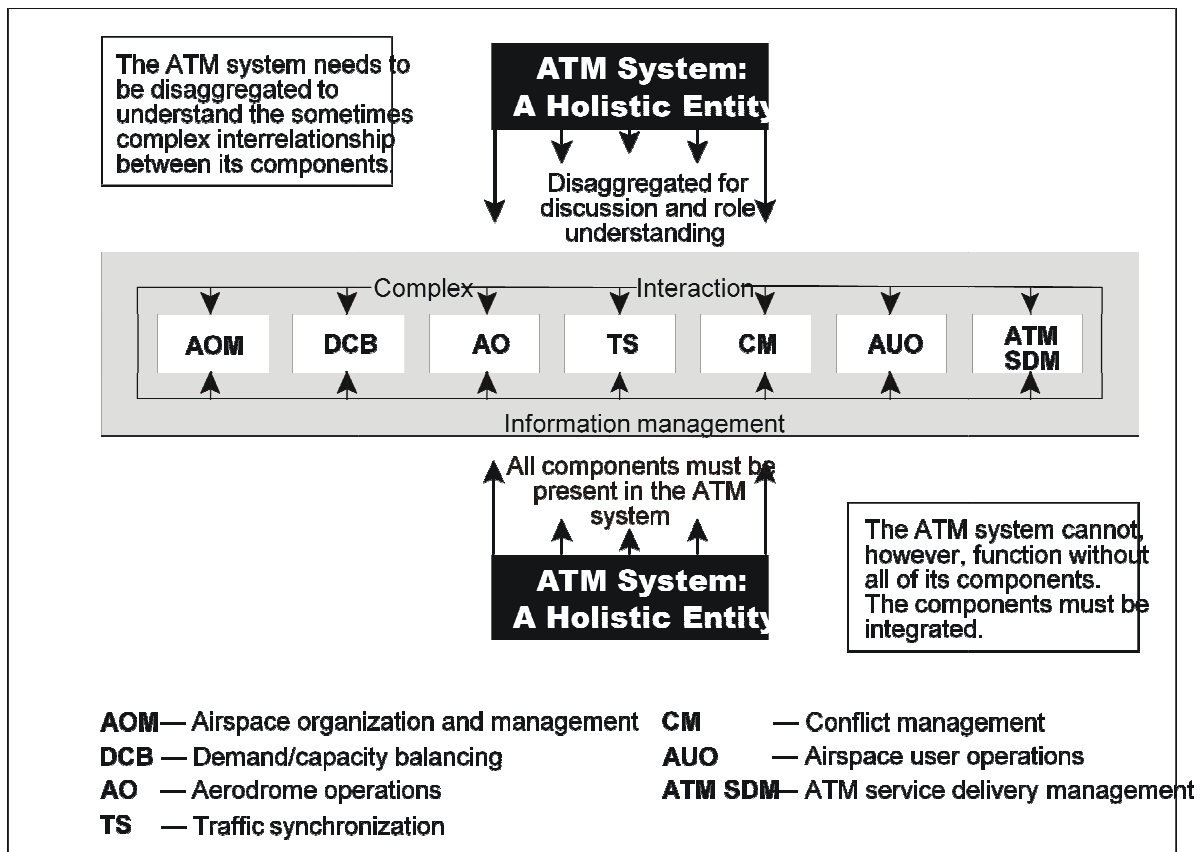 The ATM system needs to
be disaggregated to
understand the sometimes
complex interrelationship
between its components.
ATM System:
A Holistic Entity
Disaggregated for
discussion and role
understanding
Complex
Interaction
AOM
DCB
AO
TS
CM
AUO
ATM
SDM
Information management
All components must be
present in the ATM
system
ATM System:
A Holistic Entity
The ATM system cannot,
however, function without
all of its components.
The components must be
integrated.
AOM — Airspace organization and management
DCB — Demand/capacity balancing
AO — Aerodrome operations
TS — Traffic synchronization
CM — Conflict management
AUO — Airspace user operations
ATM SDM — ATM service delivery management